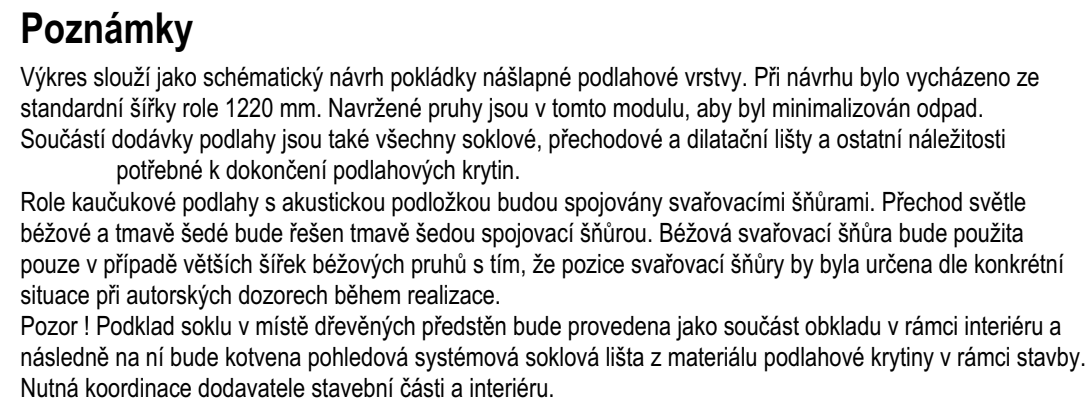 Poznámky
Výkres slouží jako schématický návrh pokládky nášlapné podlahové vrstvy. Při návrhu bylo vycházeno ze
standardní šířky role 1220 mm. Navržené pruhy jsou v tomto modulu, aby byl minimalizován odpad.
Součástí dodávky podlahy jsou také všechny soklové, přechodové a dilatační lišty a ostatní náležitosti
potřebné k dokončení podlahových krytin.
Role kaučukové podlahy s akustickou podložkou budou spojovány svařovacími šňůrami. Přechod světle
béžové a tmavě šedé bude řešen tmavě šedou spojovací šňůrou. Béžová svařovací šňůra bude použita
pouze v případě větších šířek béžových pruhů s tím, že pozice svařovací šňůry by byla určena dle konkrétní
situace při autorských dozorech během realizace.
Pozor ! Podklad soklu v místě dřevěných předstěn bude provedena jako součást obkladu v rámci interiéru a
následně na ní bude kotvena pohledová systémová soklová lišta z materiálu podlahové krytiny v rámci stavby.
Nutná koordinace dodavatele stavební části a interiéru.